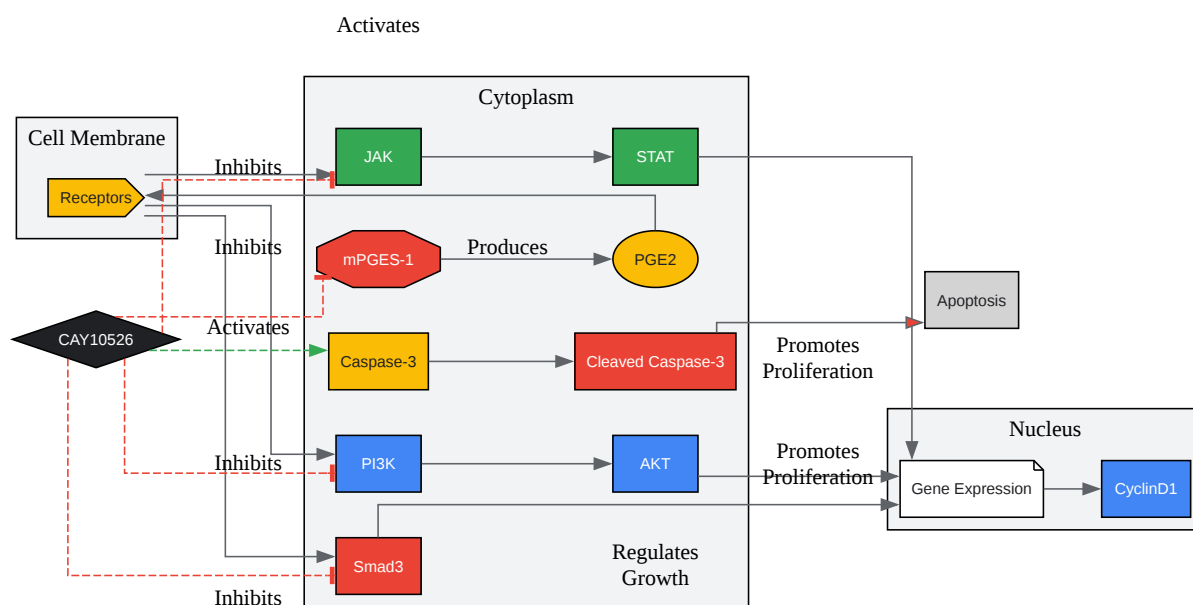 Activates
Cytoplasm
Cell Membrane
JAK
STAT
Inhibits
Receptors
Inhibits
mPGES-1
Produces
PGE2
Apoptosis
Activates
CAY10526
Caspase-3
Cleaved Caspase-3
Promotes
Proliferation
Nucleus
Inhibits
PI3K
AKT
Promotes
Proliferation
Gene Expression
CyclinD1
Smad3
Regulates
Growth
Inhibits